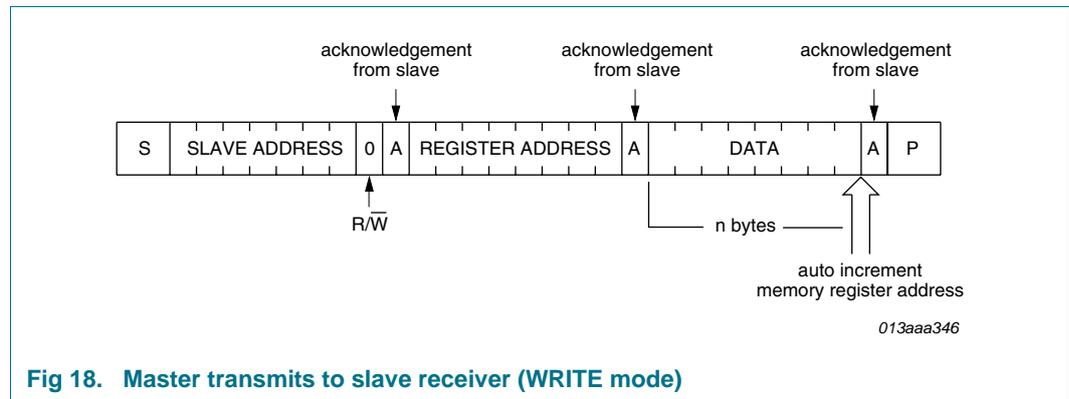 acknowledgement
from slave
acknowledgement
from slave
acknowledgement
from slave
S SLAVE ADDRESS 0 A REGISTER ADDRESS A DATA A P
R/W̅
n bytes
auto increment
memory register address
013aaa346
Fig 18. Master transmits to slave receiver (WRITE mode)